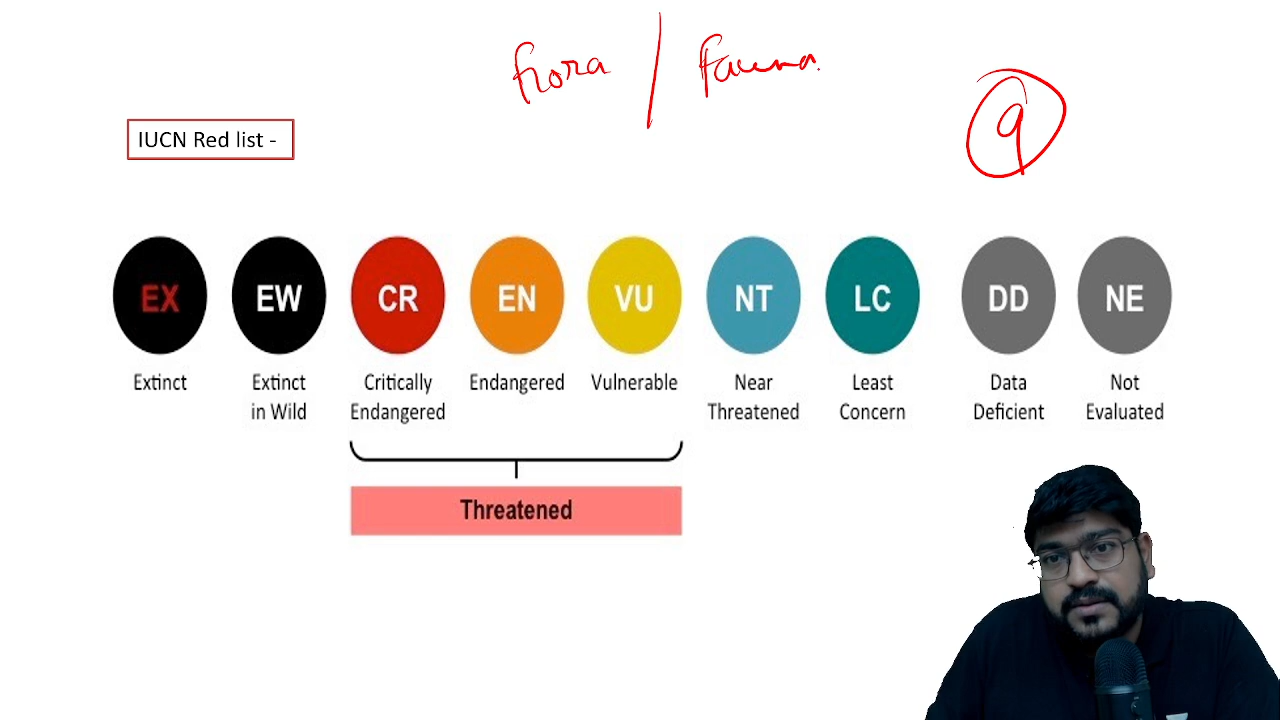 flora / fauna.
9
IUCN Red list -
EX EW CR EN VU NT LC DD NE
Extinct Extinct Critically Endangered Vulnerable Near Least Data Not
in Wild Endangered Threatened Concern Deficient Evaluated
Threatened